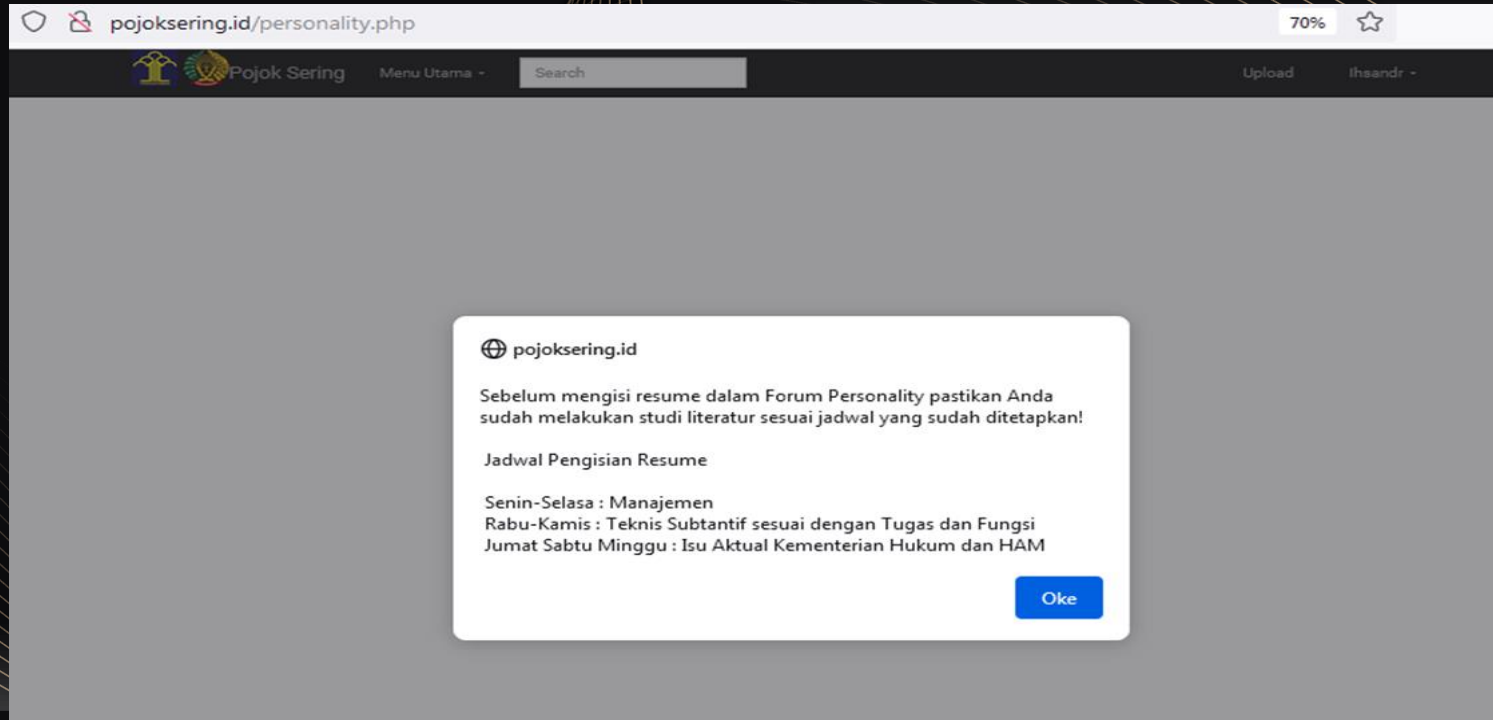 pojoksering.id/personality.php
70%
Pojok Sering
Menu Utama
Search
Upload
Ihsandr
pojoksering.id
Sebelum mengisi resume dalam Forum Personality pastikan Anda
sudah melakukan studi literatur sesuai jadwal yang sudah ditetapkan!
Jadwal Pengisian Resume
Senin-Selasa : Manajemen
Rabu-Kamis : Teknis Subtantif sesuai dengan Tugas dan Fungsi
Jumat Sabtu Minggu : Isu Aktual Kementerian Hukum dan HAM
Oke